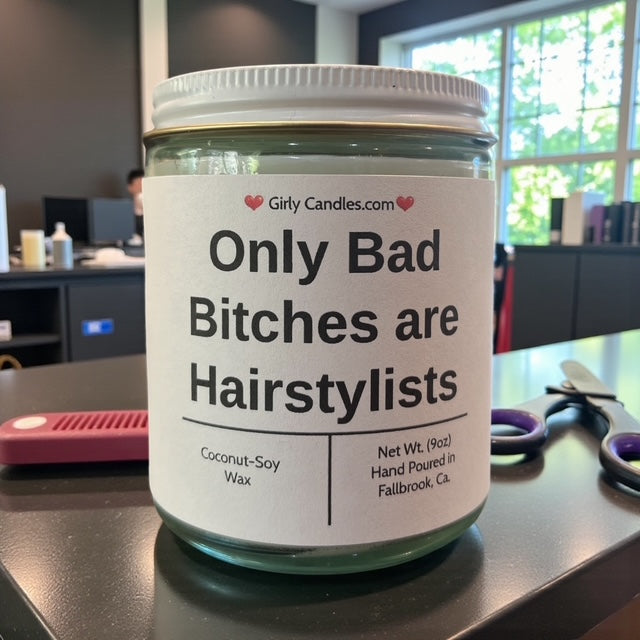 ❤ Girly Candles.com ❤
Only Bad
Bitches are
Hairstylists
Coconut-Soy
Wax
Net Wt. (9oz)
Hand Poured in
Fallbrook, Ca.